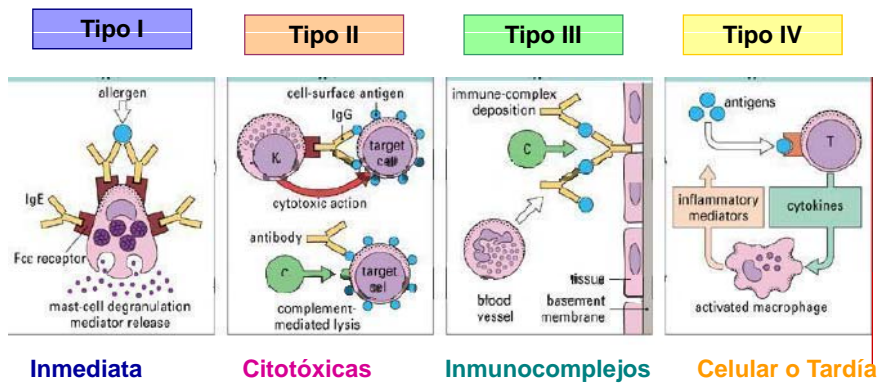 Tipo I
Tipo II
Tipo III
Tipo IV
allergen
IgE
Fcε receptor
mast-cell degranulation
mediator release
cell-surface antigen
IgG
K
target
cell
cytotoxic action
antibody
C
target
cell
complement-
mediated lysis
immune-complex
deposition
C
blood
vessel
tissue
basement
membrane
antigens
T
inflammatory
mediators
cytokines
activated macrophage
Inmediata
Citotóxicas
Inmunocomplejos
Celular o Tardía